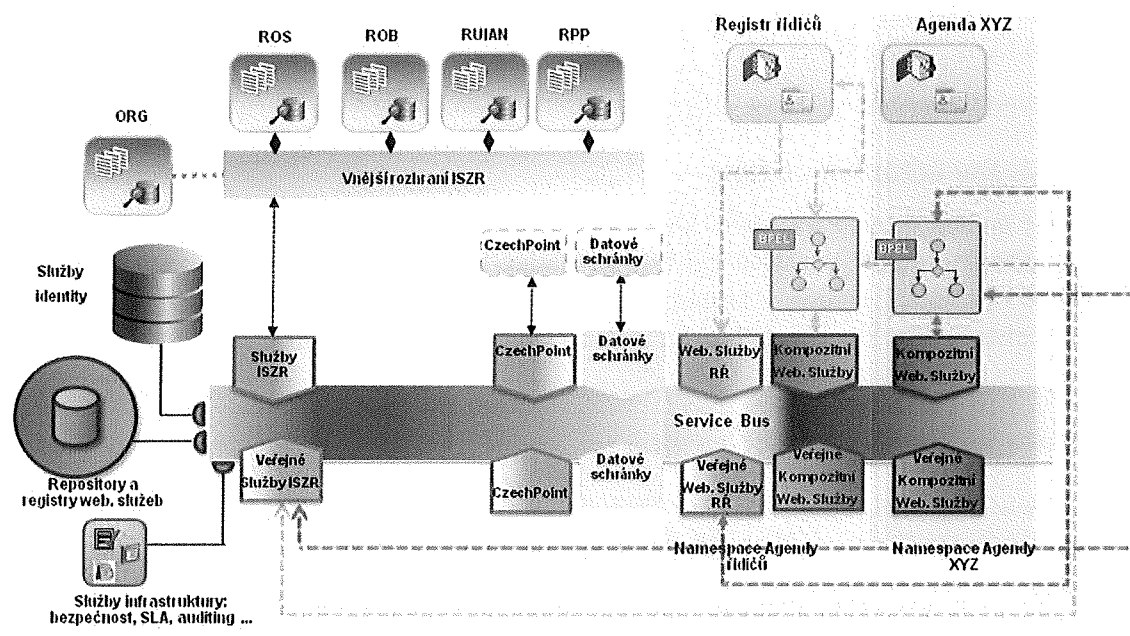 ROS
ROB
RUIAN
RPP
Registr řidičů
Agenda XYZ
ORG
Vnější rozhraní ISZR
CzechPoint
Datové
schránky
BPEL
BPEL
Služby
identity
Služby
ISZR
CzechPoint
Datové
schránky
Web. Služby
RŘ
Kompozitní
Web. Služby
Kompozitní
Web. Služby
Service Bus
Veřejné
Služby ISZR
CzechPoint
Datové
schránky
Veřejné
Web. Služby
RŘ
Veřejné
Kompozitní
Web. Služby
Veřejné
Kompozitní
Web. Služby
Repository a
registry web. služeb
Namespace Agendy
řidičů
Namespace Agendy
XYZ
Služby infrastruktury:
bezpečnost, SLA, auditing ...